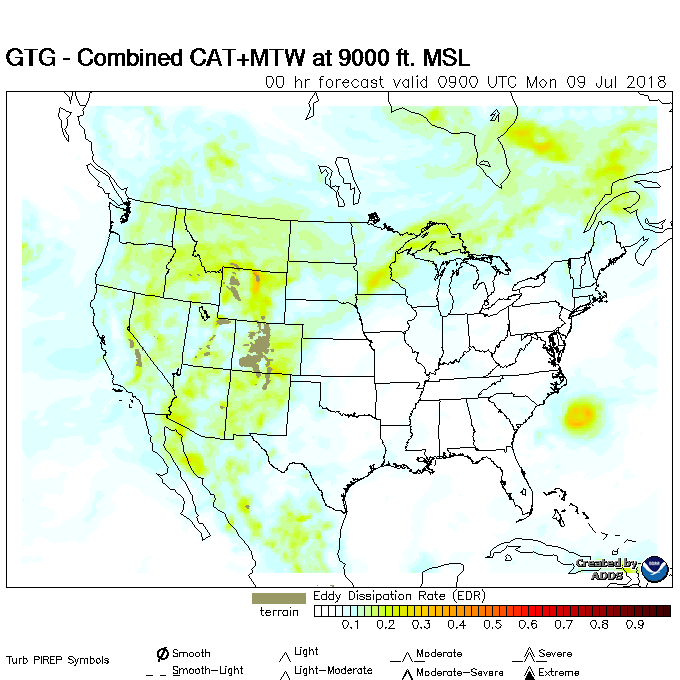 GTG - Combined CAT+MTW at 9000 ft. MSL
00 hr forecast valid 0900 UTC Mon 09 Jul 2018
Created by
ADDS
Eddy Dissipation Rate (EDR)
terrain
0.1 0.2 0.3 0.4 0.5 0.6 0.7 0.8 0.9
Turb PIREP Symbols
Smooth Light Moderate Severe
Smooth-Light Light-Moderate Moderate-Severe Extreme